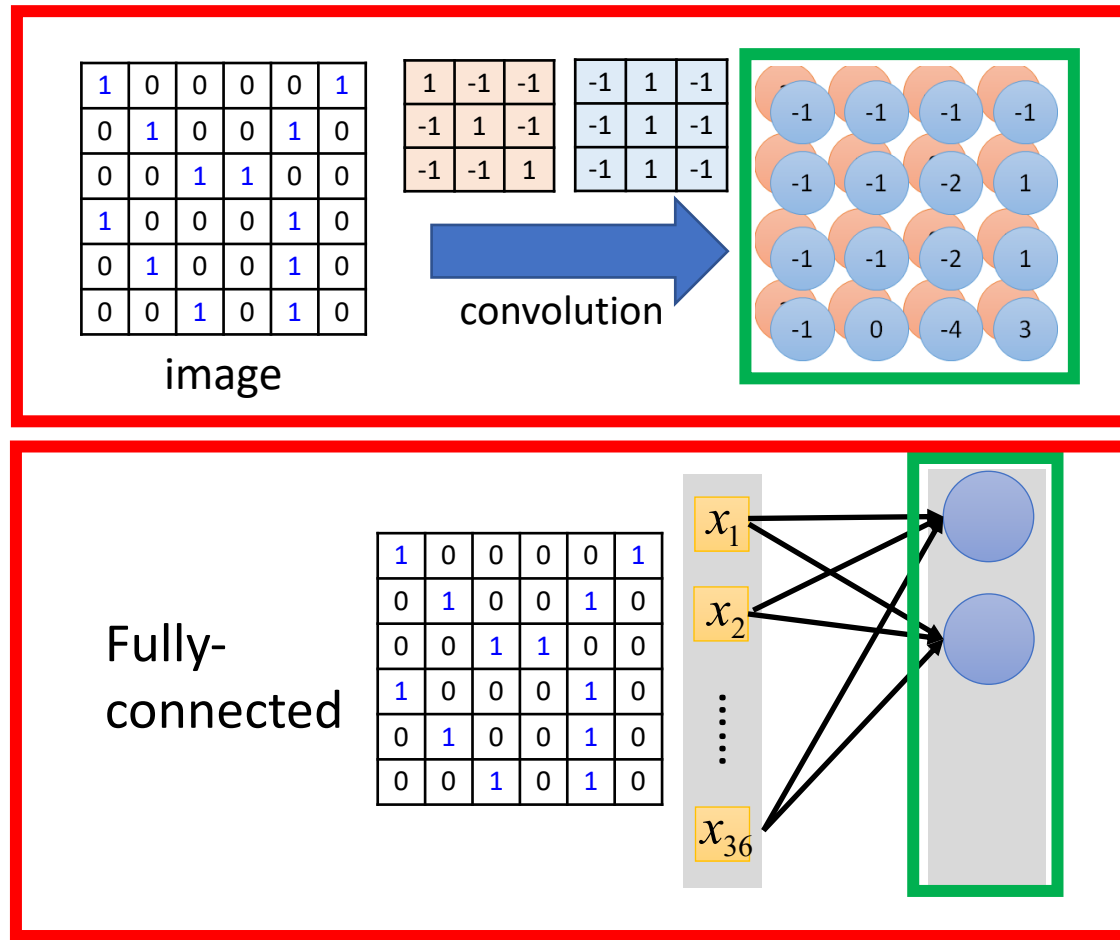 1 0 0 0 0 1
0 1 0 0 1 0
0 0 1 1 0 0
1 0 0 0 1 0
0 1 0 0 1 0
0 0 1 0 1 0
image
1 -1 -1
-1 1 -1
-1 -1 1
-1 1 -1
-1 1 -1
-1 1 -1
convolution
-1 -1 -1 -1
-1 -1 -2 1
-1 -1 -2 1
-1 0 -4 3
Fully-
connected
1 0 0 0 0 1
0 1 0 0 1 0
0 0 1 1 0 0
1 0 0 0 1 0
0 1 0 0 1 0
0 0 1 0 1 0
x₁
x₂
......
x₃₆